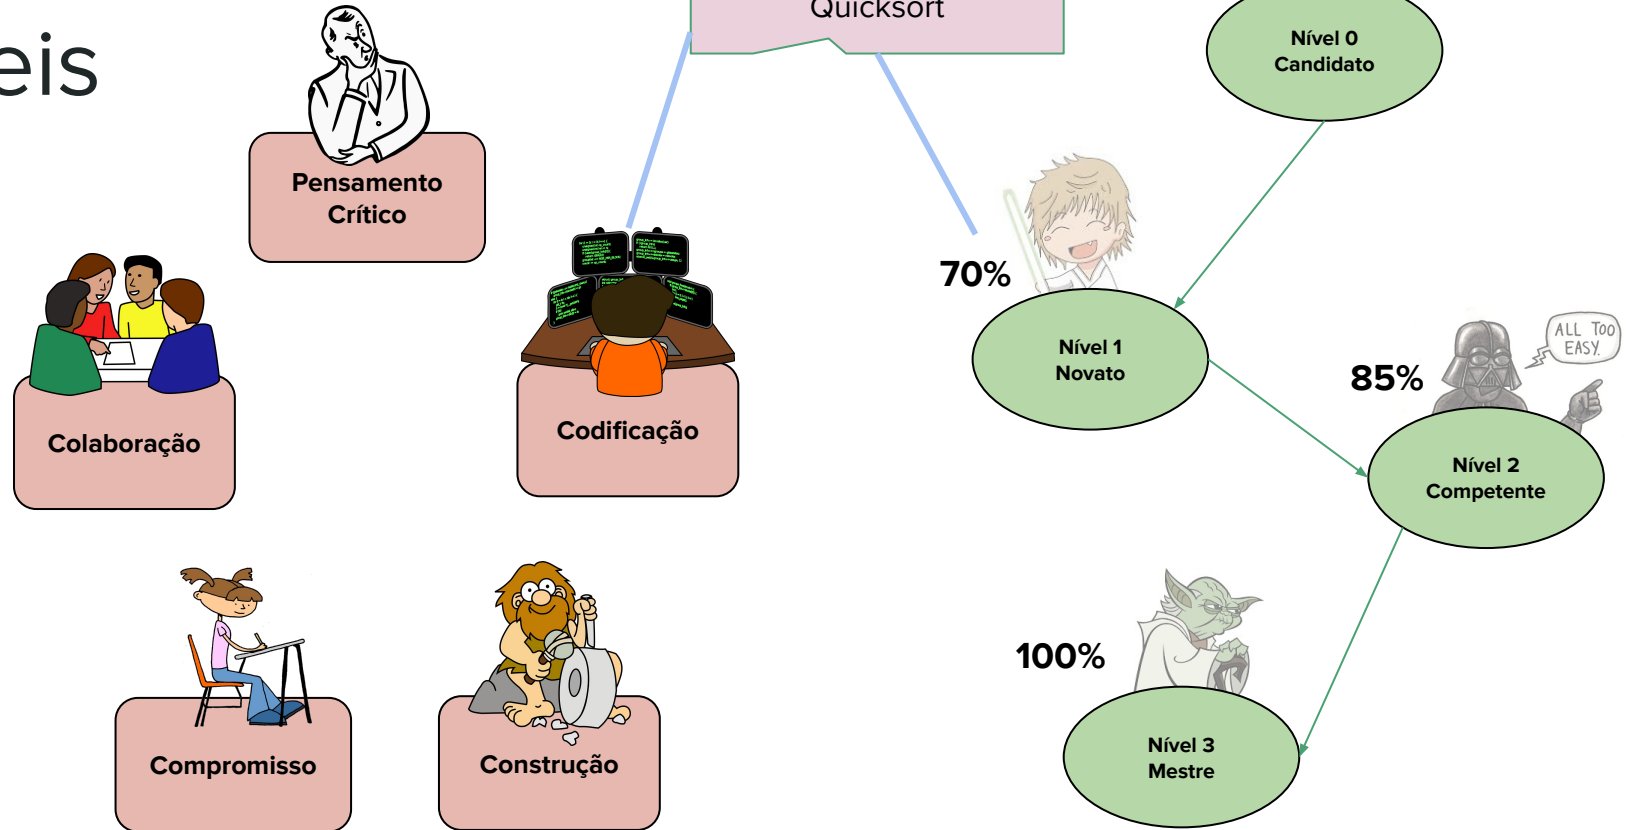 eis
Quicksort
Nível 0
Candidato
Pensamento
Crítico
70%
ALL TOO
EASY.
Nível 1
Novato
85%
Colaboração
Codificação
Nível 2
Competente
100%
Compromisso
Construção
Nível 3
Mestre